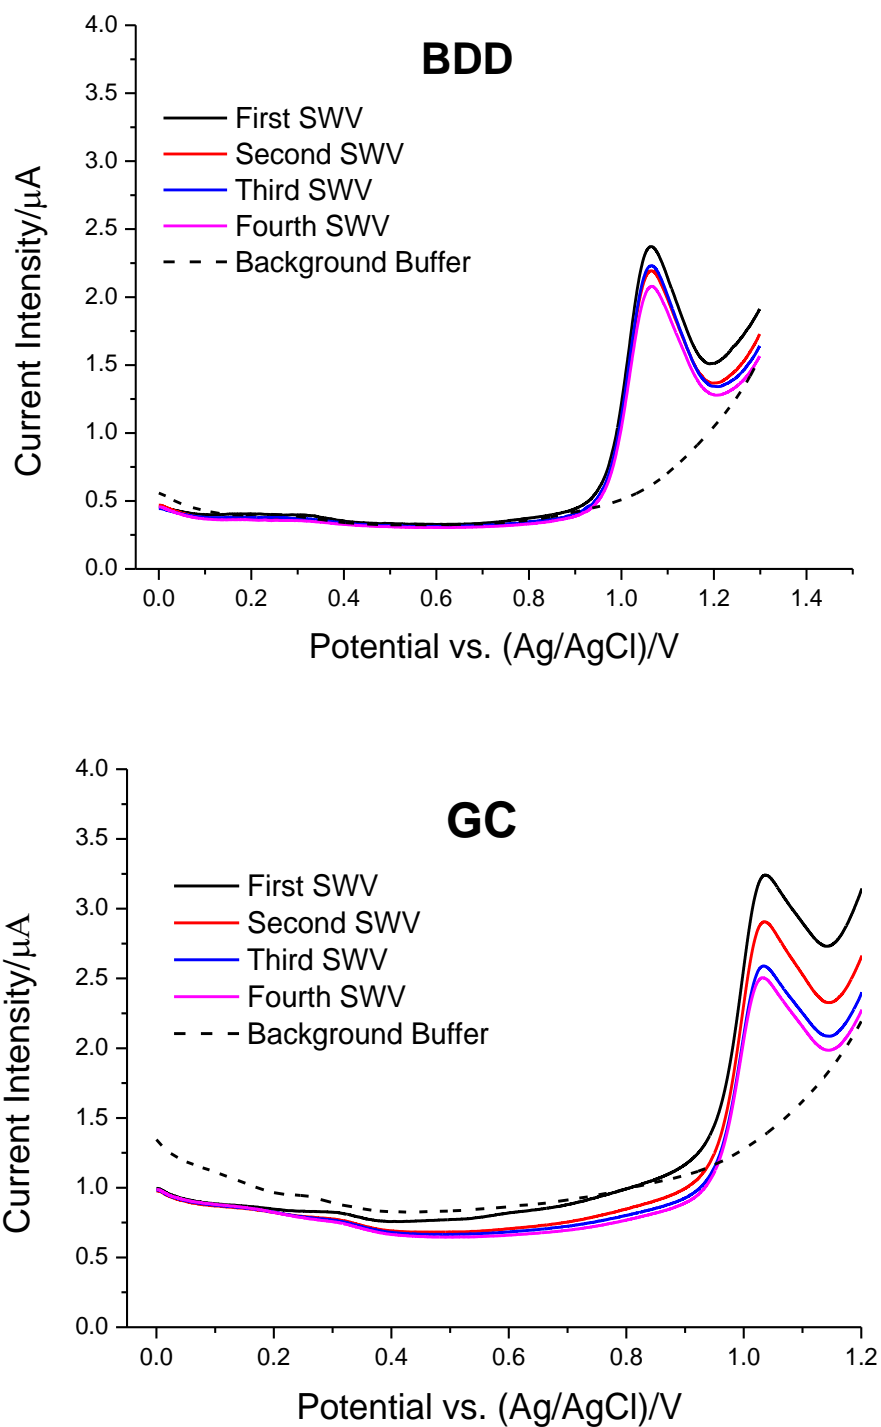 BDD
First SWV
Second SWV
Third SWV
Fourth SWV
Background Buffer
Current Intensity/μA
4.0
3.5
3.0
2.5
2.0
1.5
1.0
0.5
0.0
0.0 0.2 0.4 0.6 0.8 1.0 1.2 1.4
Potential vs. (Ag/AgCl)/V
GC
First SWV
Second SWV
Third SWV
Fourth SWV
Background Buffer
Current Intensity/μA
4.0
3.5
3.0
2.5
2.0
1.5
1.0
0.5
0.0
0.0 0.2 0.4 0.6 0.8 1.0 1.2
Potential vs. (Ag/AgCl)/V